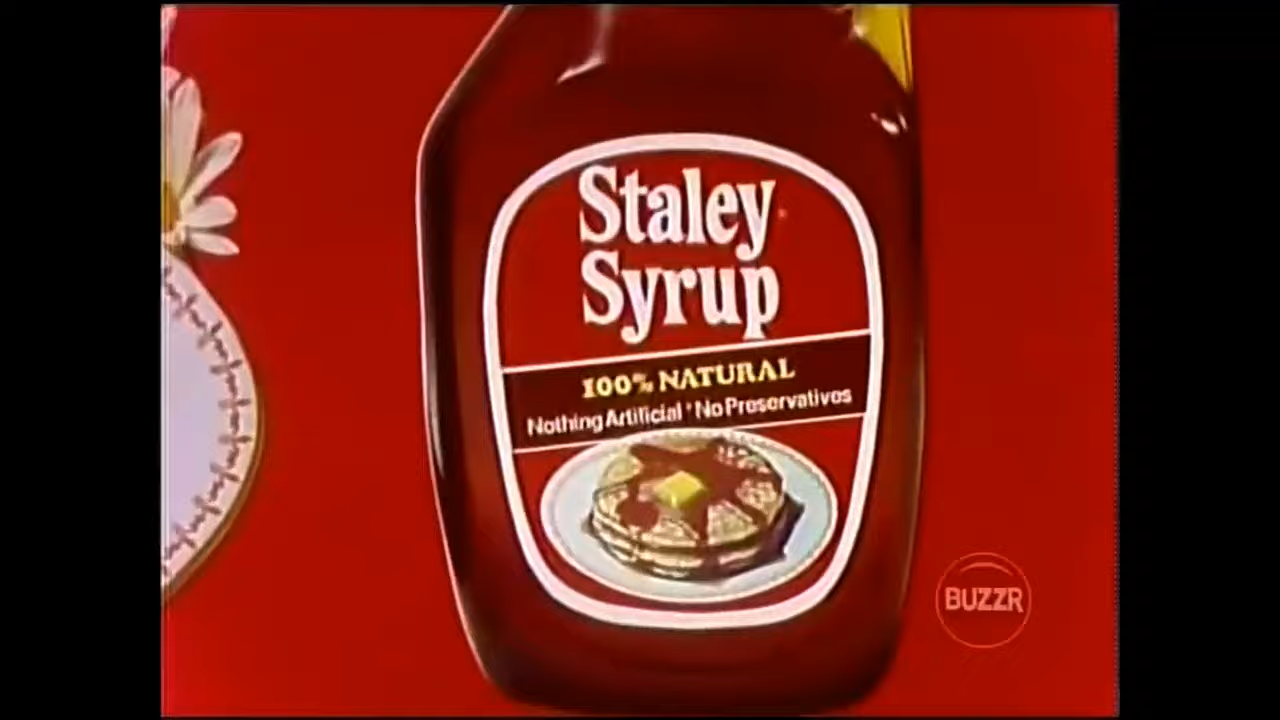 Staley
Syrup
100% NATURAL
Nothing Artificial • No Preservatives
BUZZR